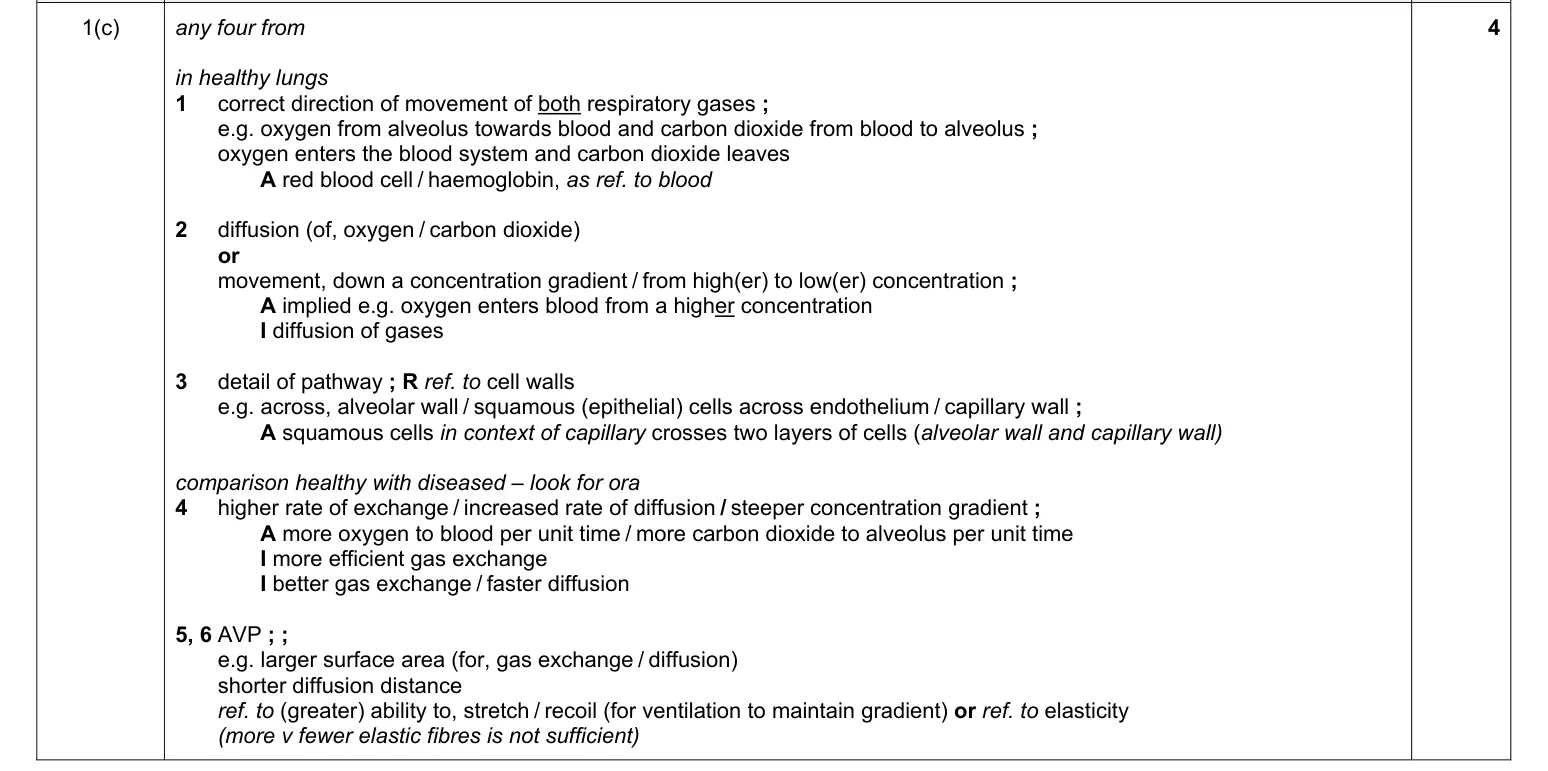 1(c) any four from 4
in healthy lungs
1 correct direction of movement of both respiratory gases ;
e.g. oxygen from alveolus towards blood and carbon dioxide from blood to alveolus ;
oxygen enters the blood system and carbon dioxide leaves
A red blood cell / haemoglobin, as ref. to blood
2 diffusion (of, oxygen / carbon dioxide)
or
movement, down a concentration gradient / from high(er) to low(er) concentration ;
A implied e.g. oxygen enters blood from a higher concentration
I diffusion of gases
3 detail of pathway ; R ref. to cell walls
e.g. across, alveolar wall / squamous (epithelial) cells across endothelium / capillary wall ;
A squamous cells in context of capillary crosses two layers of cells (alveolar wall and capillary wall)
comparison healthy with diseased – look for ora
4 higher rate of exchange / increased rate of diffusion / steeper concentration gradient ;
A more oxygen to blood per unit time / more carbon dioxide to alveolus per unit time
I more efficient gas exchange
I better gas exchange / faster diffusion
5, 6 AVP ; ;
e.g. larger surface area (for, gas exchange / diffusion)
shorter diffusion distance
ref. to (greater) ability to, stretch / recoil (for ventilation to maintain gradient) or ref. to elasticity
(more v fewer elastic fibres is not sufficient)